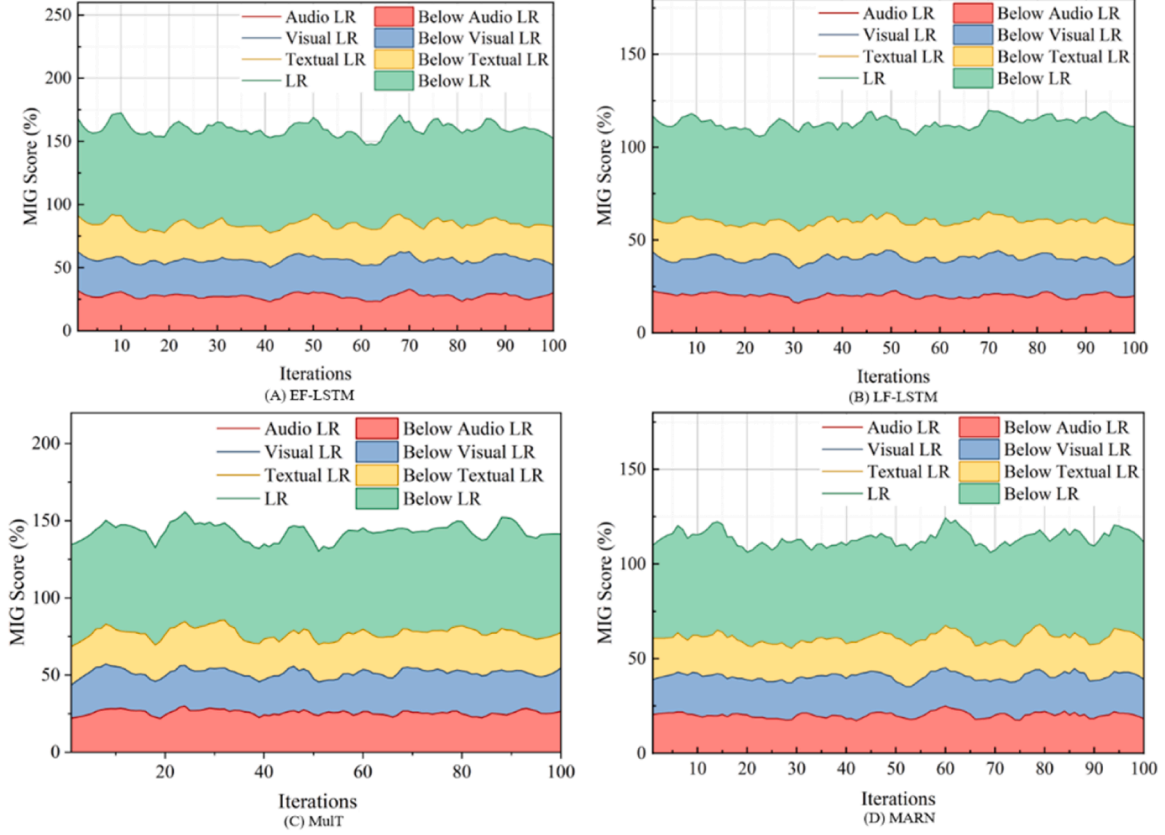 Audio LR Below Audio LR
Visual LR Below Visual LR
Textual LR Below Textual LR
LR Below LR
MIG Score (%)
250
200
150
100
50
0
10 20 30 40 50 60 70 80 90 100
Iterations
(A) EF-LSTM
Audio LR Below Audio LR
Visual LR Below Visual LR
Textual LR Below Textual LR
LR Below LR
MIG Score (%)
150
100
50
0
10 20 30 40 50 60 70 80 90 100
Iterations
(B) LF-LSTM
Audio LR Below Audio LR
Visual LR Below Visual LR
Textual LR Below Textual LR
LR Below LR
MIG Score (%)
200
150
100
50
0
20 40 60 80 100
Iterations
(C) MulT
Audio LR Below Audio LR
Visual LR Below Visual LR
Textual LR Below Textual LR
LR Below LR
MIG Score (%)
150
100
50
0
10 20 30 40 50 60 70 80 90 100
Iterations
(D) MARN